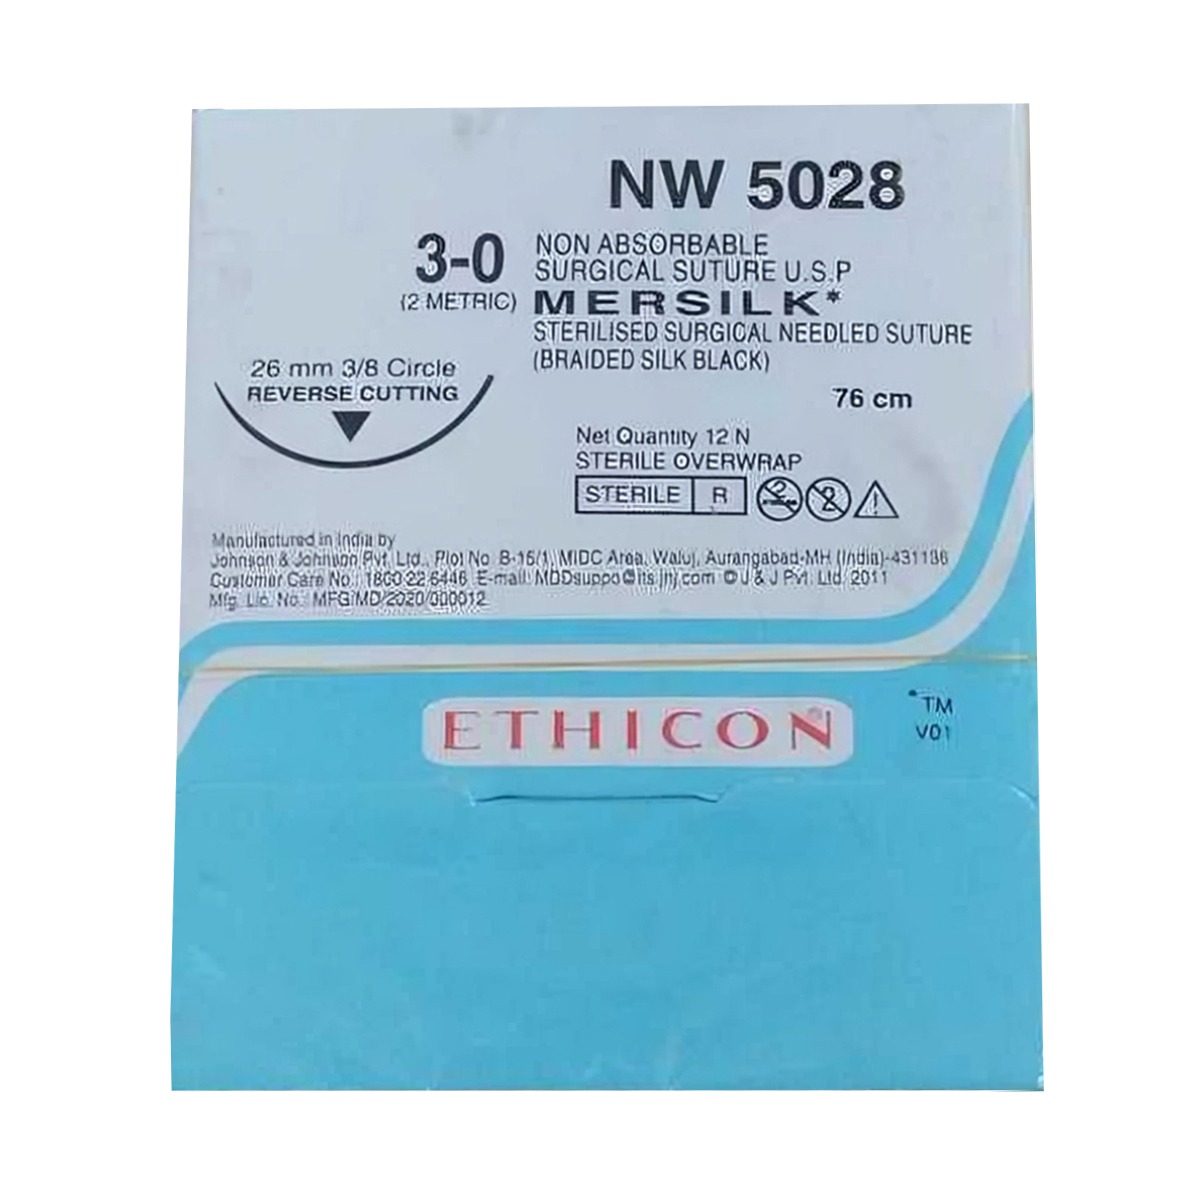 NW 5028
3-0
(2 METRIC)
NON ABSORBABLE
SURGICAL SUTURE U.S.P
MERSILK*
STERILISED SURGICAL NEEDLED SUTURE
(BRAIDED SILK BLACK)
26 mm 3/8 Circle
REVERSE CUTTING
76 cm
Net Quantity 12 N
STERILE OVERWRAP
STERILE R
2
Manufactured in India by
Johnson & Johnson Pvt. Ltd., Plot No B-15/1, MIDC Area, Waluj, Aurangabad-MH (India)-431136
Customer Care No.: 1800 22 6446 E-mail: @its.jnj.com © J & J Pvt. Ltd. 2011
Mfg. Lic. No.: MFG/MD/2020/000012
ETHICON®
*TM
V01